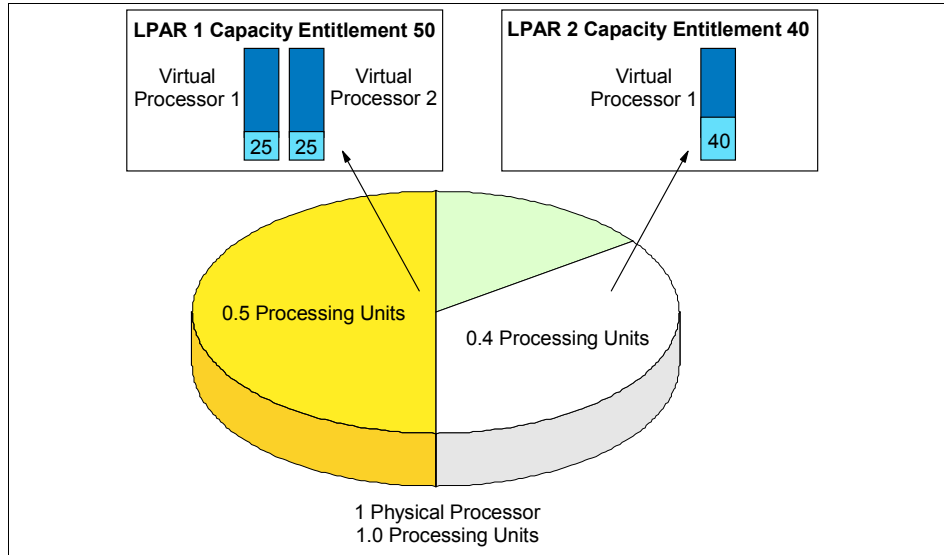 LPAR 1 Capacity Entitlement 50
Virtual
Processor 1
25
25
Virtual
Processor 2
LPAR 2 Capacity Entitlement 40
Virtual
Processor 1
40
0.5 Processing Units
0.4 Processing Units
1 Physical Processor
1.0 Processing Units